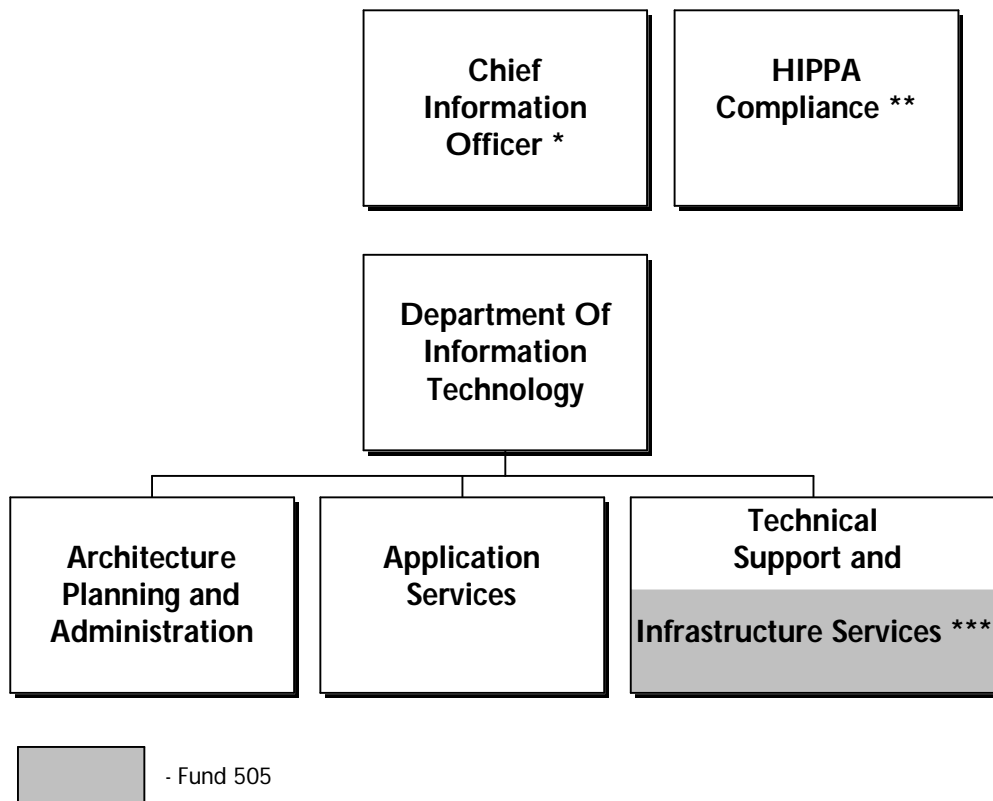 Chief
Information
Officer *
HIPPA
Compliance **
Department Of
Information
Technology
Architecture
Planning and
Administration
Application
Services
Technical
Support and
Infrastructure Services ***
- Fund 505